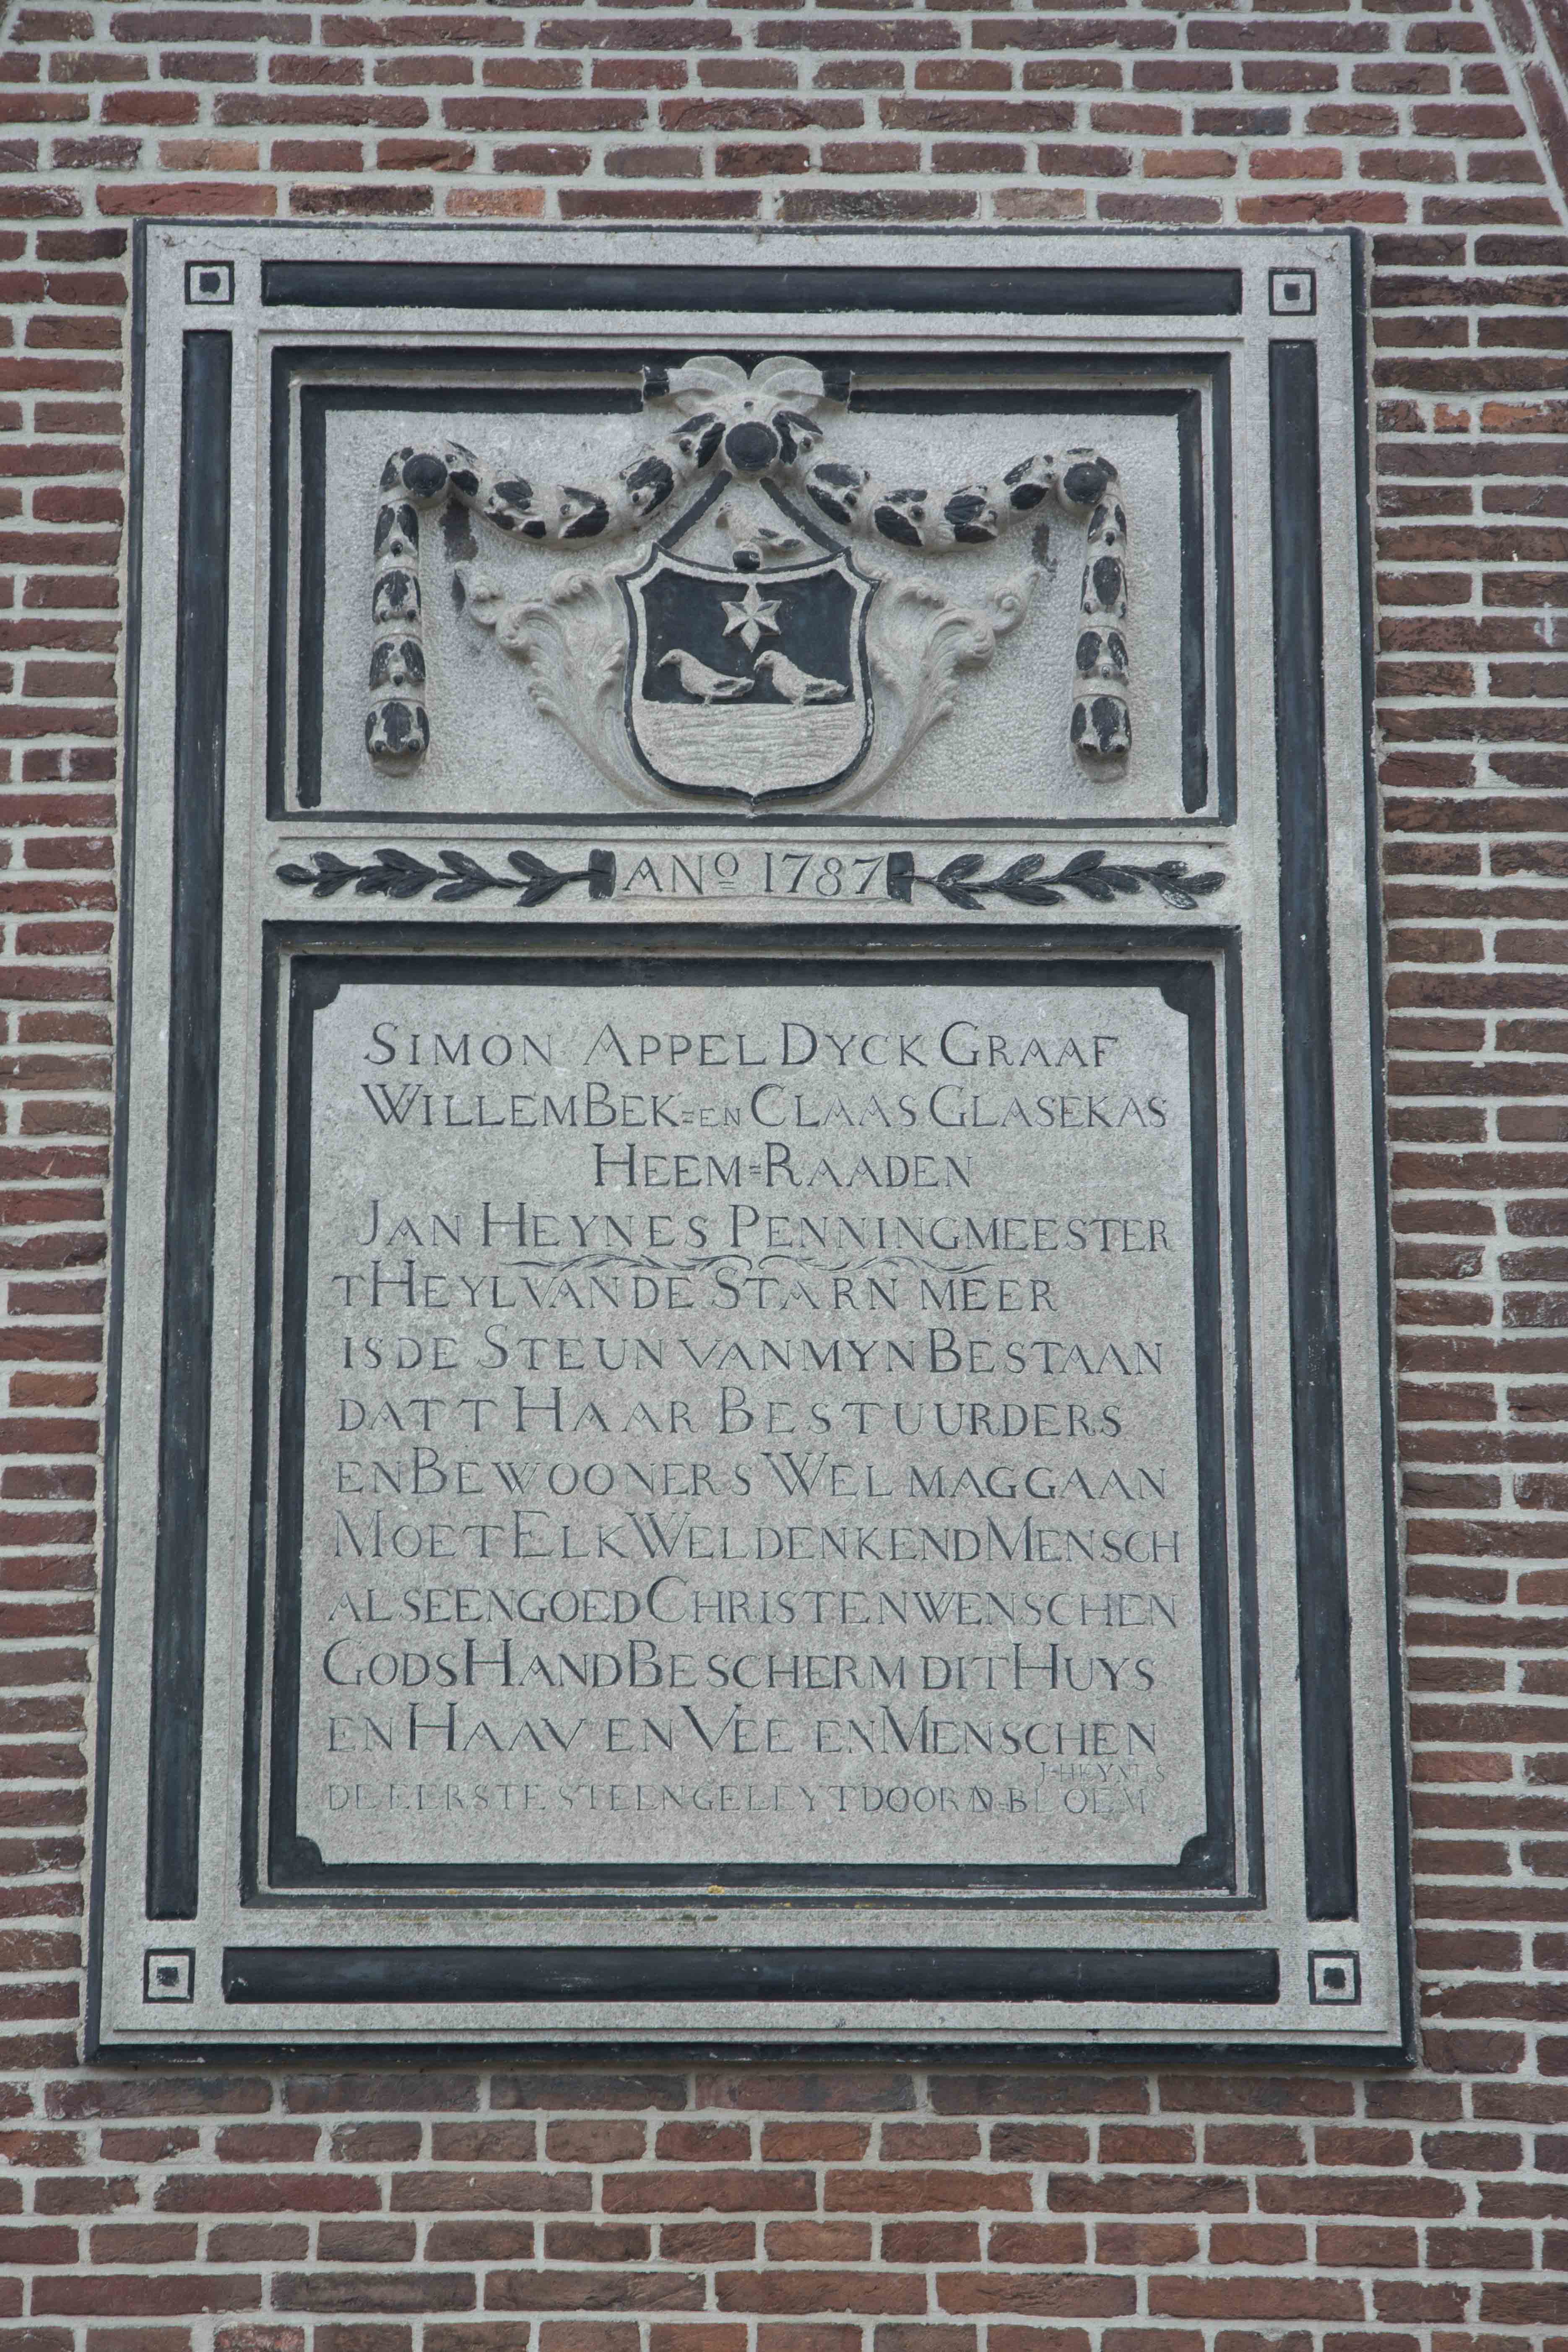 ANº 1787
SIMON APPEL DYCK GRAAF
WILLEM BEK = EN CLAAS GLASEKAS
HEEM=RAADEN
JAN HEYNES PENNINGMEESTER
T HEYL VAN DE STARN MEER
IS DE STEUN VAN MYN BESTAAN
DATT HAAR BESTUURDERS
EN BEWOONERS WEL MAG GAAN
MOET ELK WEL DENKEND MENSCH
ALS EEN GOED CHRISTEN WENSCHEN
GODS HAND BESCHERM DIT HUYS
EN HAAV EN VEE EN MENSCHEN
J=HEYNES
DE EERSTE STEEN GELEYT DOOR D=BLOEM